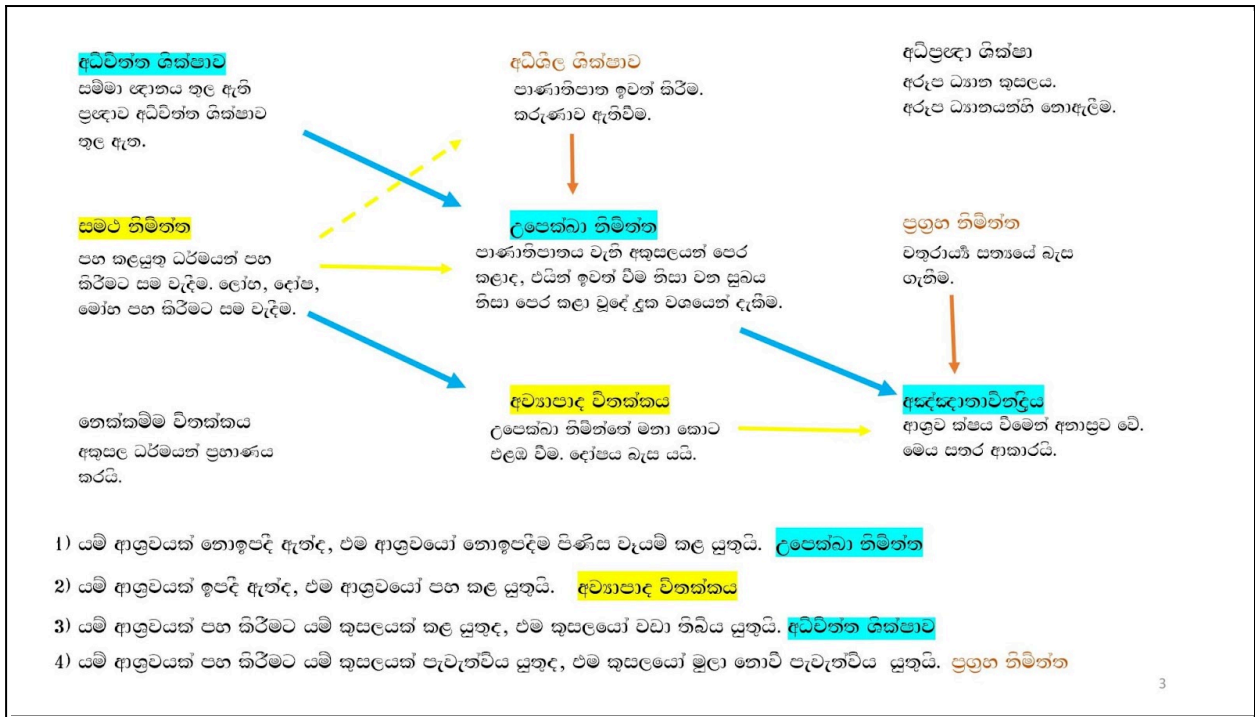 අධිචිත්ත ශික්ෂාව
සම්මා ඥානය තුල ඇති
ප්‍රඥාව අධිචිත්ත ශික්ෂාව
තුල ඇත.
අධිශීල ශික්ෂාව
පාණාතිපාත ඉවත් කිරීම.
කරුණාව ඇතිවීම.
අධිප්‍රඥා ශික්ෂා
අරූප ධ්‍යාන කුසලය.
අරූප ධ්‍යානයන්හි නොඇලීම.
සමථ නිමිත්ත
පහ කළයුතු ධර්මයන් පහ
කිරීමට සම වැදීම. ලෝභ, දෝෂ,
මෝහ පහ කිරීමට සම වැදීම.
උපෙක්ඛා නිමිත්ත
පාණාතිපාතය වැනි අකුසලයන් පෙර
කළාද, එයින් ඉවත් වීම නිසා වන සුඛය
නිසා පෙර කළා වූදේ දුක වශයෙන් දැකීම.
ප්‍රග්‍රහ නිමිත්ත
චතුරාර්‍ය්‍ය සත්‍යයේ බැස
ගැනීම.
නෙක්කම්ම විතක්කය
අකුසල ධර්මයන් ප්‍රහාණය
කරයි.
අව්‍යාපාද විතක්කය
උපෙක්ඛා නිමිත්තේ මනා කොට
එළඹ වීම. දෝෂය බැස යයි.
අඤ්ඤාතාවින්ද්‍රිය
ආශ්‍රව ක්ෂය වීමෙන් අනාස්‍රව වේ.
මෙය සතර ආකාරයි.
1) යම් ආශ්‍රවයක් නොඉපදී ඇත්ද, එම ආශ්‍රවයෝ නොඉපදීම පිණිස වෑයම් කළ යුතුයි. උපෙක්ඛා නිමිත්ත
2) යම් ආශ්‍රවයක් ඉපදී ඇත්ද, එම ආශ්‍රවයෝ පහ කළ යුතුයි. අව්‍යාපාද විතක්කය
3) යම් ආශ්‍රවයක් පහ කිරීමට යම් කුසලයක් කළ යුතුද, එම කුසලයෝ වඩා තිබිය යුතුයි. අධිචිත්ත ශික්ෂාව
4) යම් ආශ්‍රවයක් පහ කිරීමට යම් කුසලයක් පැවැත්විය යුතුද, එම කුසලයෝ මුලා නොවී පැවැත්විය යුතුයි. ප්‍රග්‍රහ නිමිත්ත
3